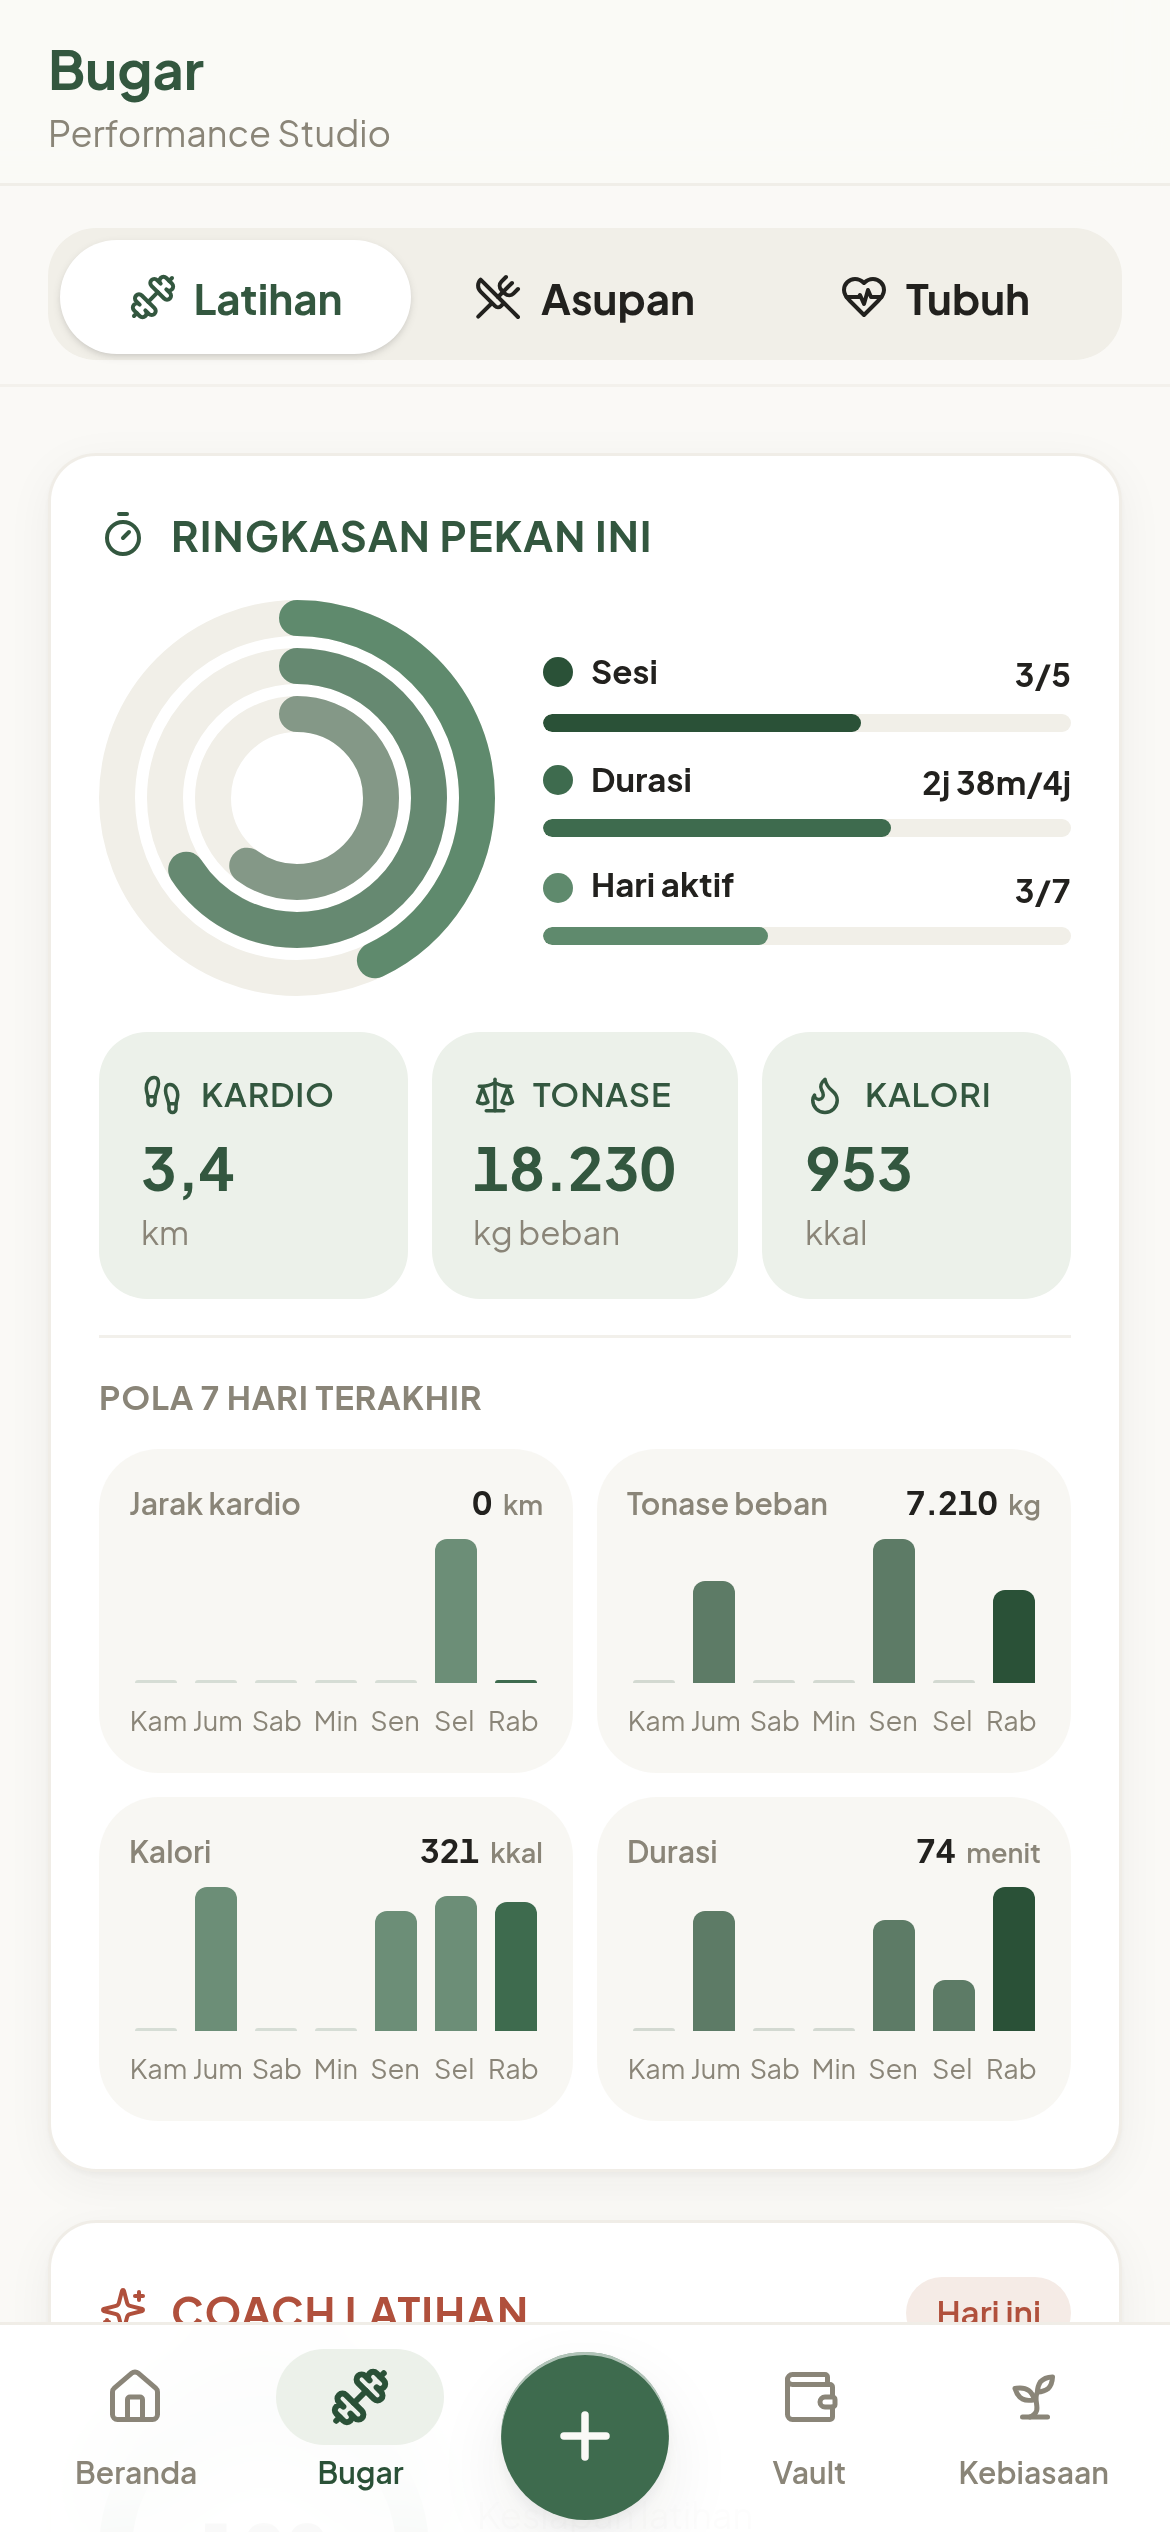 Bugar
Performance Studio
Latihan
Asupan
Tubuh
RINGKASAN PEKAN INI
Sesi 3/5
Durasi 2j 38m/4j
Hari aktif 3/7
KARDIO
3,4
km
TONASE
18.230
kg beban
KALORI
953
kkal
POLA 7 HARI TERAKHIR
Jarak kardio 0 km
Kam Jum Sab Min Sen Sel Rab
Tonase beban 7.210 kg
Kam Jum Sab Min Sen Sel Rab
Kalori 321 kkal
Kam Jum Sab Min Sen Sel Rab
Durasi 74 menit
Kam Jum Sab Min Sen Sel Rab
COACH LATIHAN
Hari ini
Beranda
Bugar
Vault
Kebiasaan